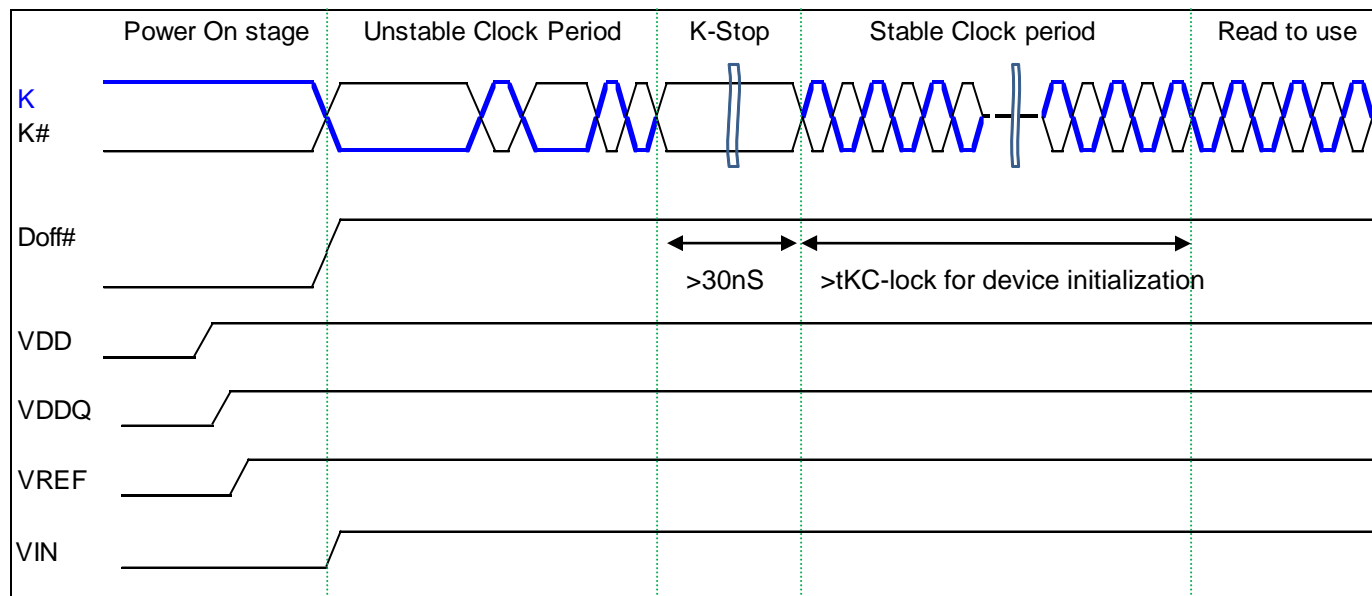 Power On stage Unstable Clock Period K-Stop Stable Clock period Read to use
K
K#
Doff#
>30nS >tKC-lock for device initialization
VDD
VDDQ
VREF
VIN